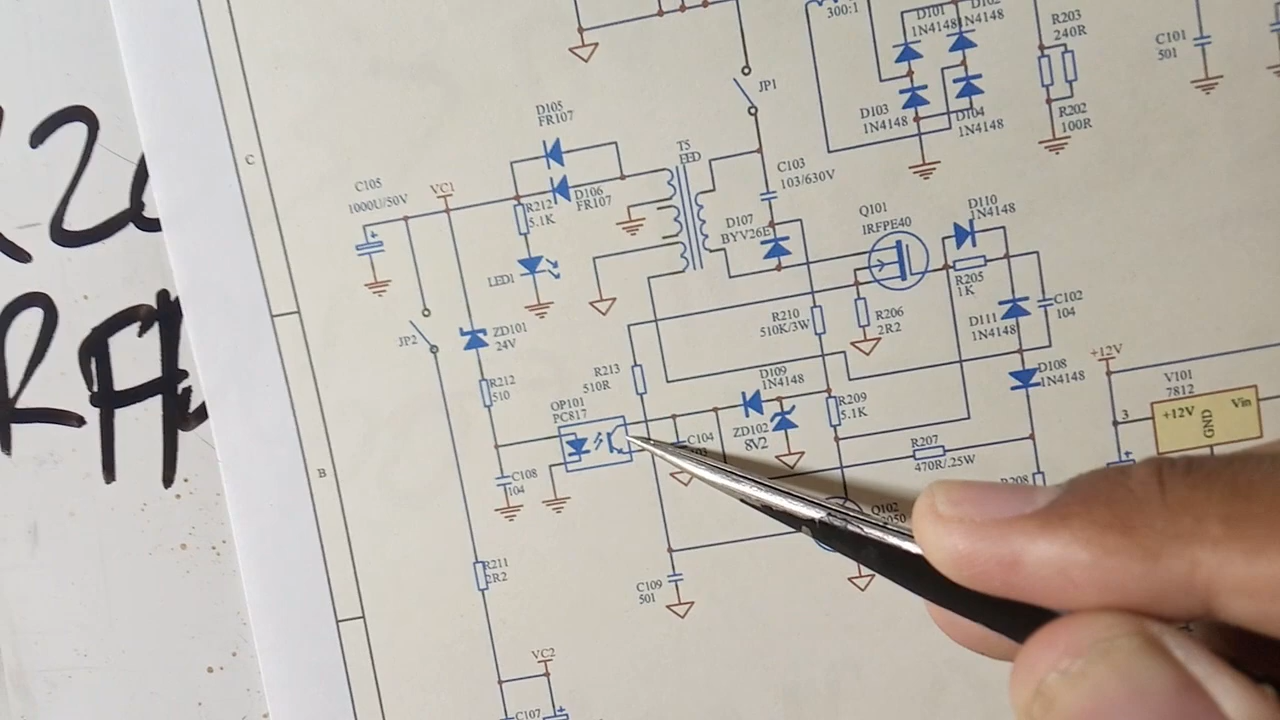 300:1
D101
1N4148
1N4148
R203
240R
C101
501
JP1
D103
1N4148
D104
1N4148
R202
100R
D105
FR107
T5
C
C105
1000U/50V
VC1
R212
5.1K
D106
FR107
C103
103/630V
D107
BYV26E
Q101
IRFPE40
D110
1N4148
LED1
R205
1K
C102
104
JP2
ZD101
24V
R210
510K/3W
R206
2R2
D111
1N4148
R212
510
R213
510R
D109
1N4148
D108
1N4148
+12V
V101
7812
OP101
PC817
ZD102
8V2
R209
5.1K
3
+12V
GND
Vin
C104
B
C108
104
R207
470R/.25W
R208
Q102
R211
2R2
C109
501
VC2
C107